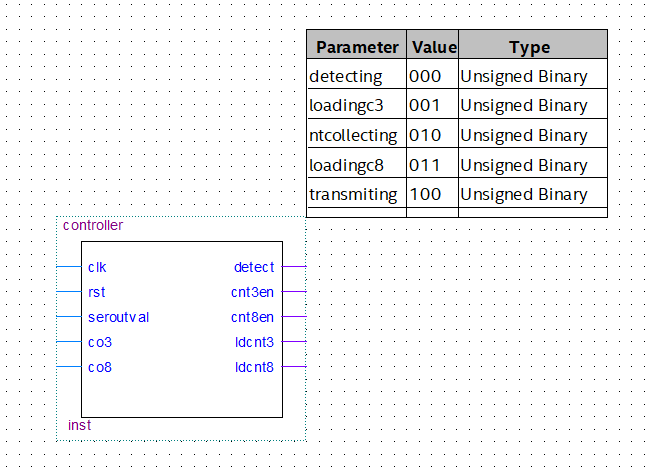 Parameter Value Type
detecting 000 Unsigned Binary
loadingc3 001 Unsigned Binary
ntcollecting 010 Unsigned Binary
loadingc8 011 Unsigned Binary
transmiting 100 Unsigned Binary
controller
clk detect
rst cnt3en
seroutval cnt8en
co3 ldcnt3
co8 ldcnt8
inst